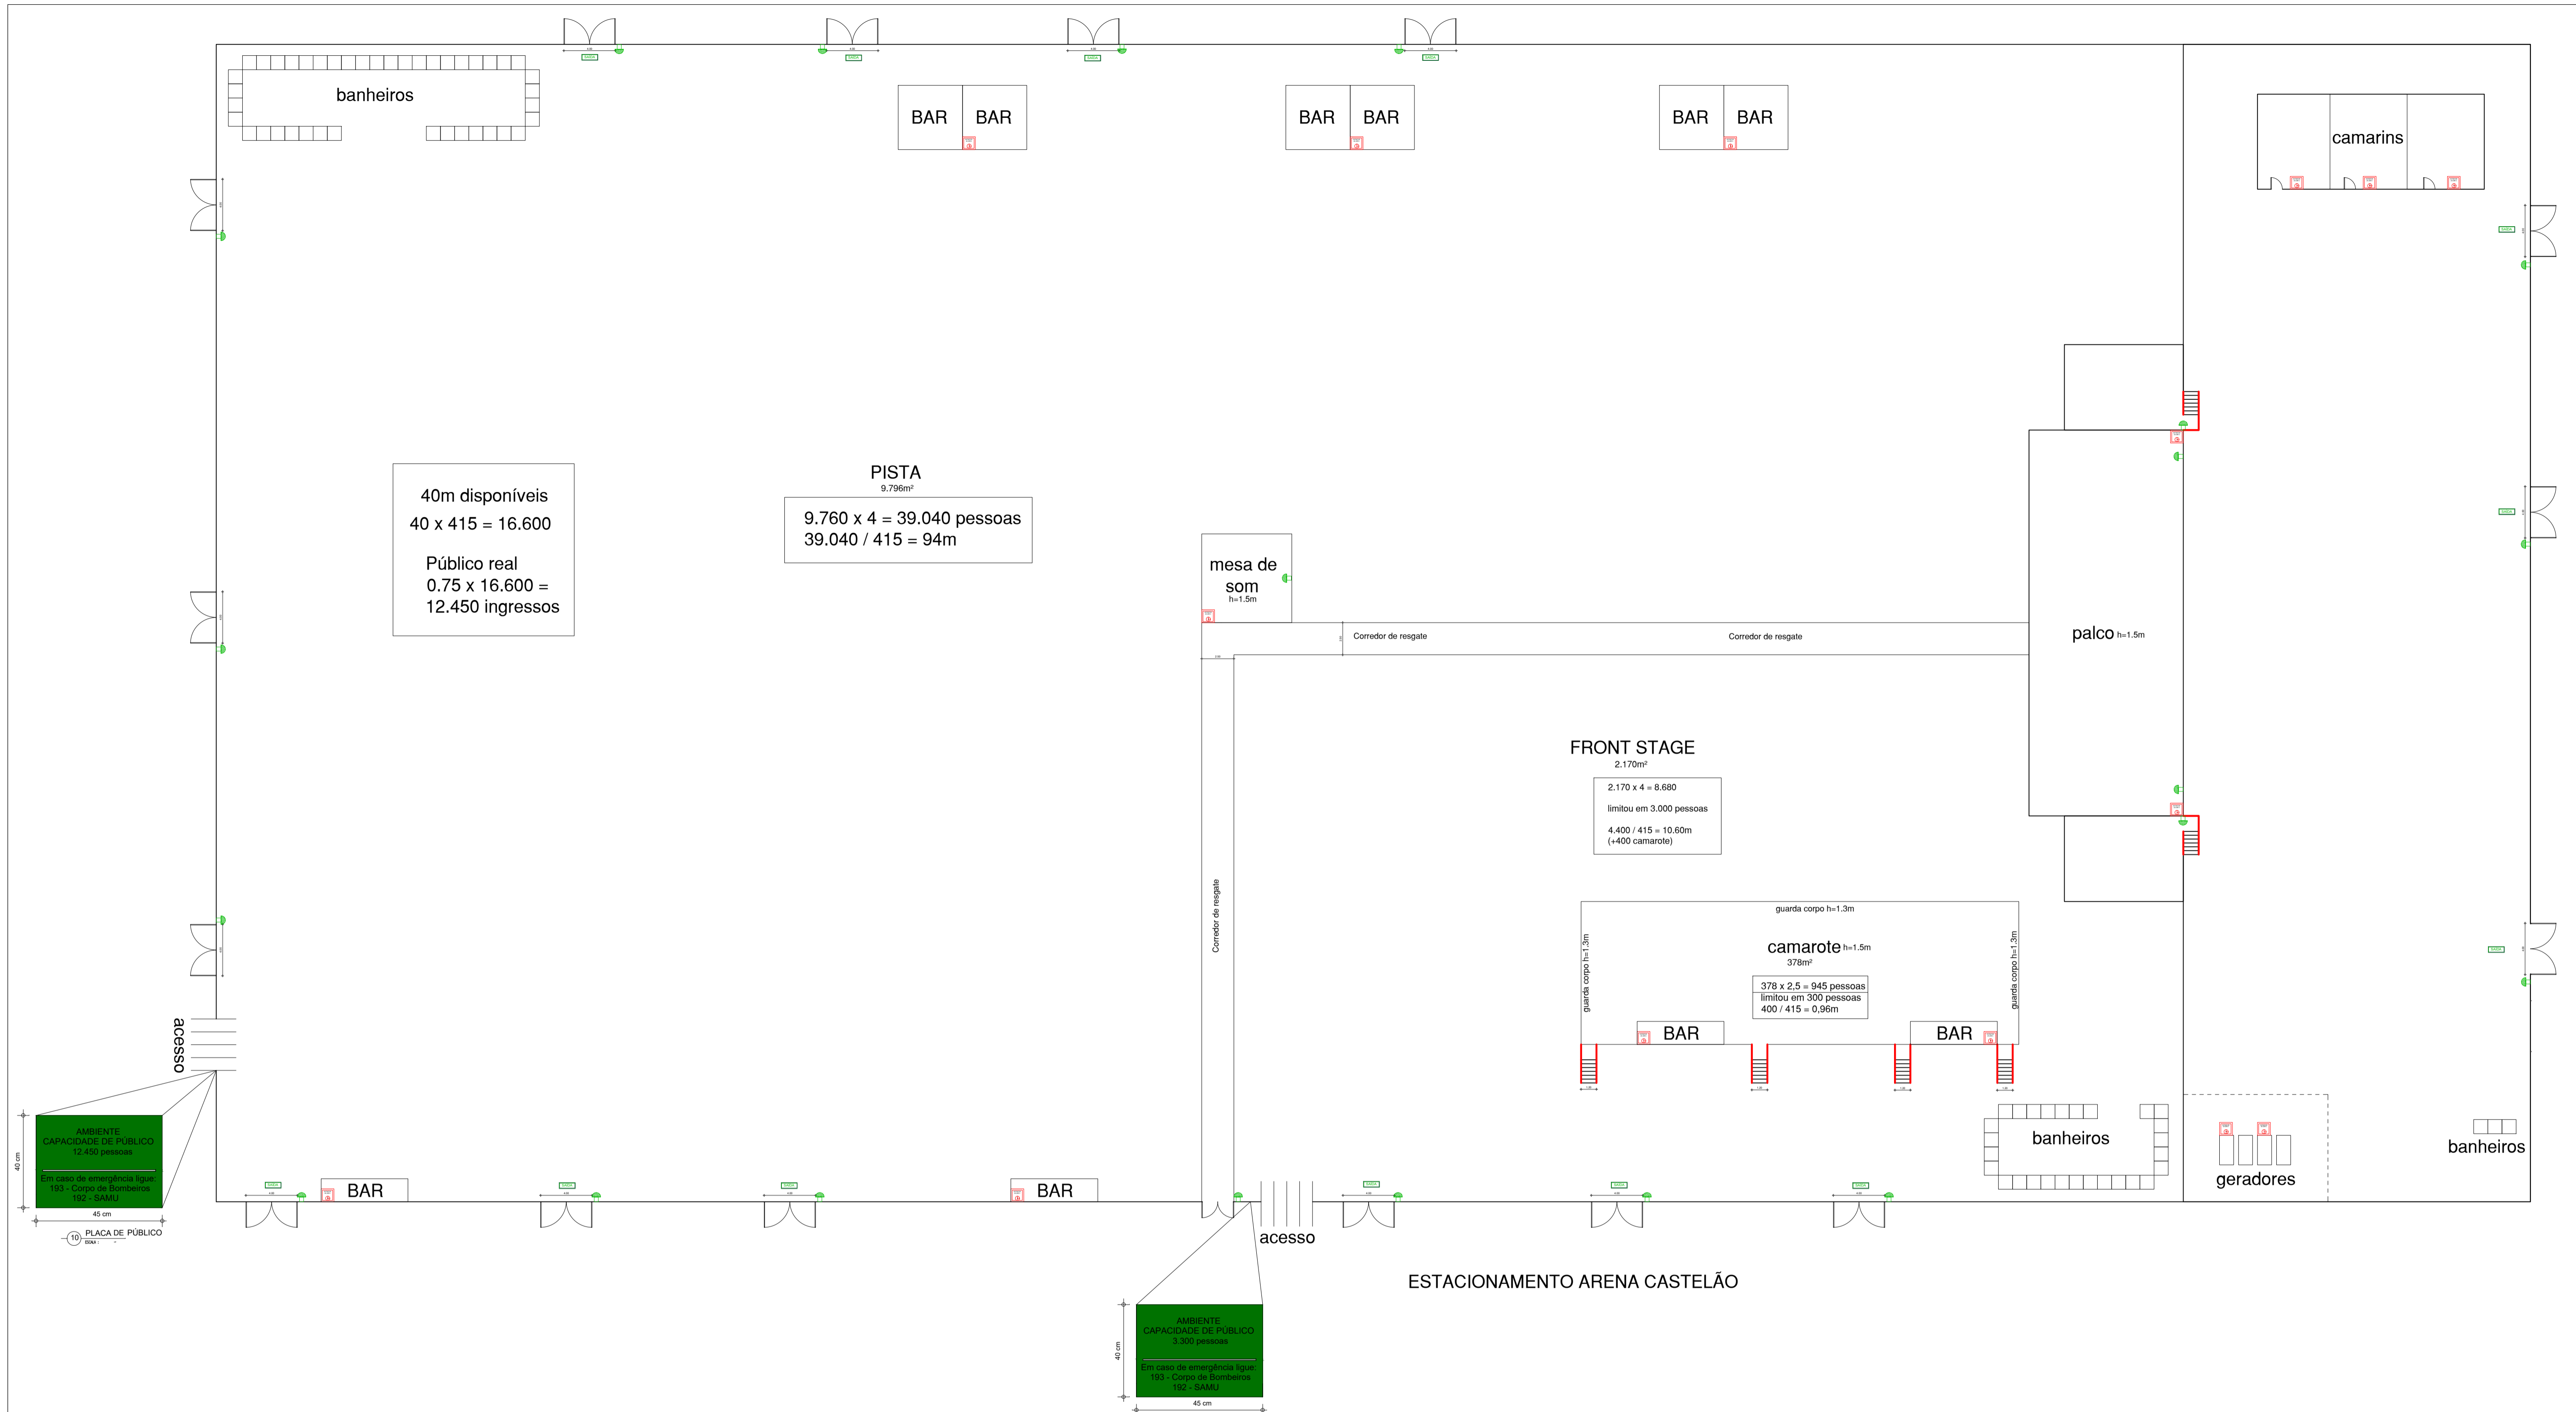 banheiros
BAR
BAR
BAR
BAR
BAR
BAR
camarins
40m disponíveis
40 x 415 = 16.600
Público real
0.75 x 16.600 =
12.450 ingressos
PISTA
9.796m²
9.760 x 4 = 39.040 pessoas
39.040 / 415 = 94m
mesa de
som
h=1.5m
Corredor de resgate
Corredor de resgate
palco h=1.5m
FRONT STAGE
2.170m²
2.170 x 4 = 8.680
limitou em 3.000 pessoas
4.400 / 415 = 10.60m
(+400 camarote)
Corredor de resgate
guarda corpo h=1.3m
guarda corpo h=1.3m
guarda corpo h=1.3m
camarote h=1.5m
378m²
378 x 2,5 = 945 pessoas
limitou em 300 pessoas
400 / 415 = 0,96m
BAR
BAR
acesso
AMBIENTE
CAPACIDADE DE PÚBLICO
12.450 pessoas
Em caso de emergência ligue:
193 - Corpo de Bombeiros
192 - SAMU
40 cm
45 cm
10
PLACA DE PÚBLICO
BAR
BAR
banheiros
geradores
banheiros
acesso
ESTACIONAMENTO ARENA CASTELÃO
AMBIENTE
CAPACIDADE DE PÚBLICO
3.300 pessoas
Em caso de emergência ligue:
193 - Corpo de Bombeiros
192 - SAMU
40 cm
45 cm